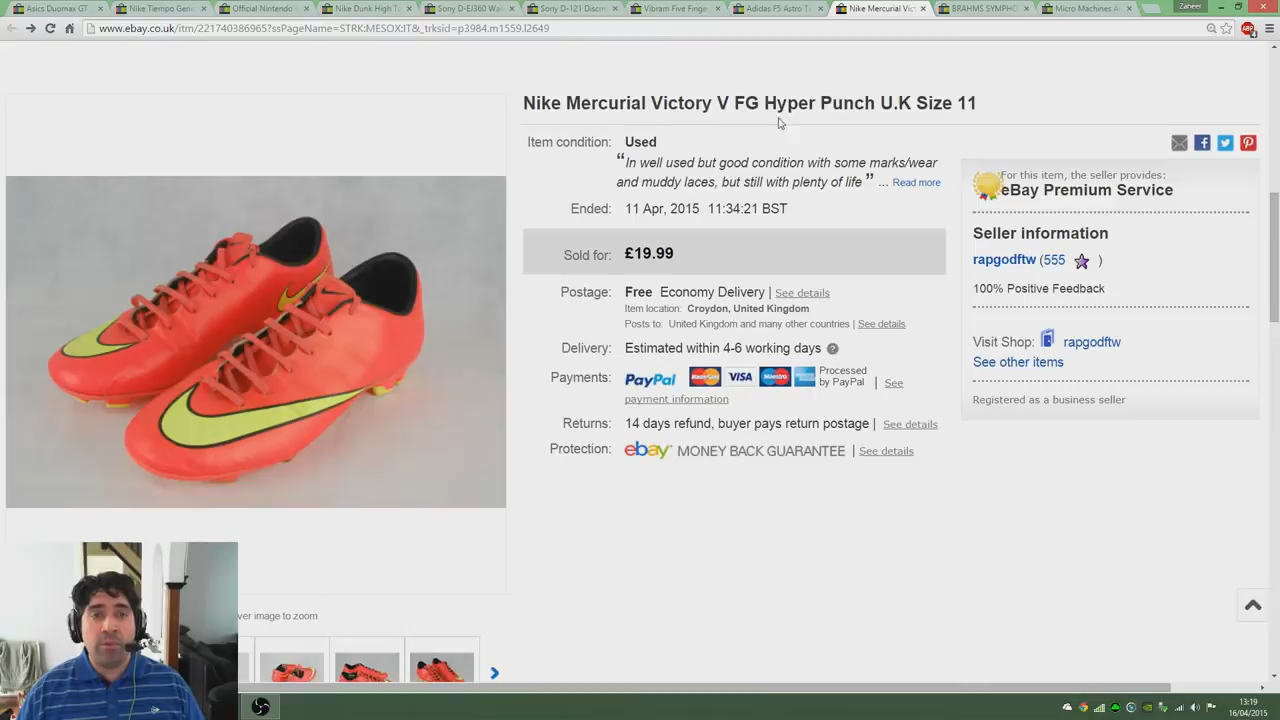 Asics Duomax GT
Nike Tiempo Gene
Official Nintendo
Nike Dunk High T
Sony D-EJ360 Walk
Sony D-121 Discm
Vibram Five Finger
Adidas F5 Astro T
Nike Mercurial Vict
BRAHMS SYMPHO
Micro Machines A
Zaheer
www.ebay.co.uk/itm/221740386965?ssPageName=STRK:MESOX:IT&_trksid=p3984.m1559.l2649
Nike Mercurial Victory V FG Hyper Punch U.K Size 11
Item condition: Used
“In well used but good condition with some marks/wear
and muddy laces, but still with plenty of life” ... Read more
Ended: 11 Apr, 2015 11:34:21 BST
Sold for: £19.99
Postage: Free Economy Delivery | See details
Item location: Croydon, United Kingdom
Posts to: United Kingdom and many other countries | See details
Delivery: Estimated within 4-6 working days ?
Payments: PayPal MasterCard VISA Maestro Processed
by PayPal | See
payment information
Returns: 14 days refund, buyer pays return postage | See details
Protection: ebay MONEY BACK GUARANTEE | See details
For this item, the seller provides:
eBay Premium Service
Seller information
rapgodftw (555 )
100% Positive Feedback
Visit Shop: rapgodftw
See other items
Registered as a business seller
ver image to zoom
13:19
16/04/2015